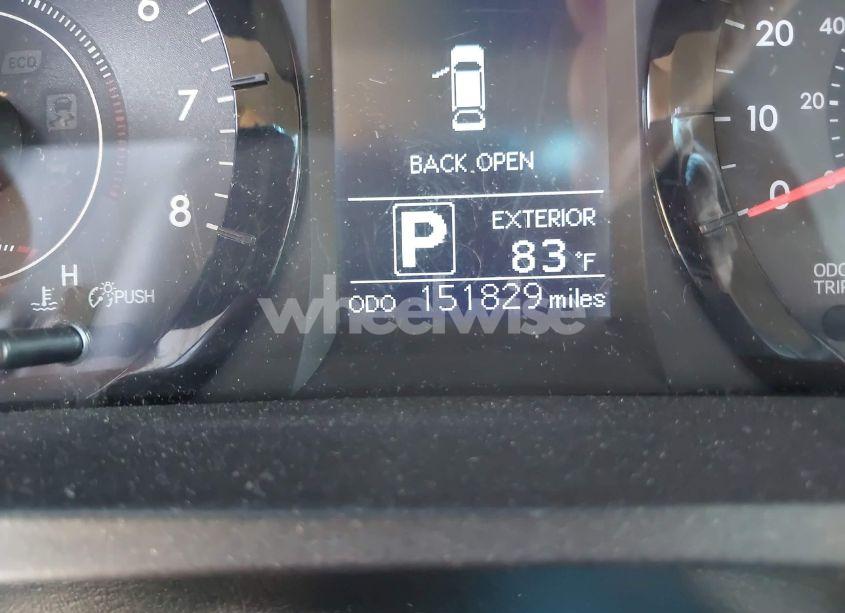 6
7
8
ECO
H
PUSH
BACK OPEN
P
EXTERIOR
83 °F
ODO 151829 miles
wheelwise
20
10
0
40
20
0
ODO
TRIP